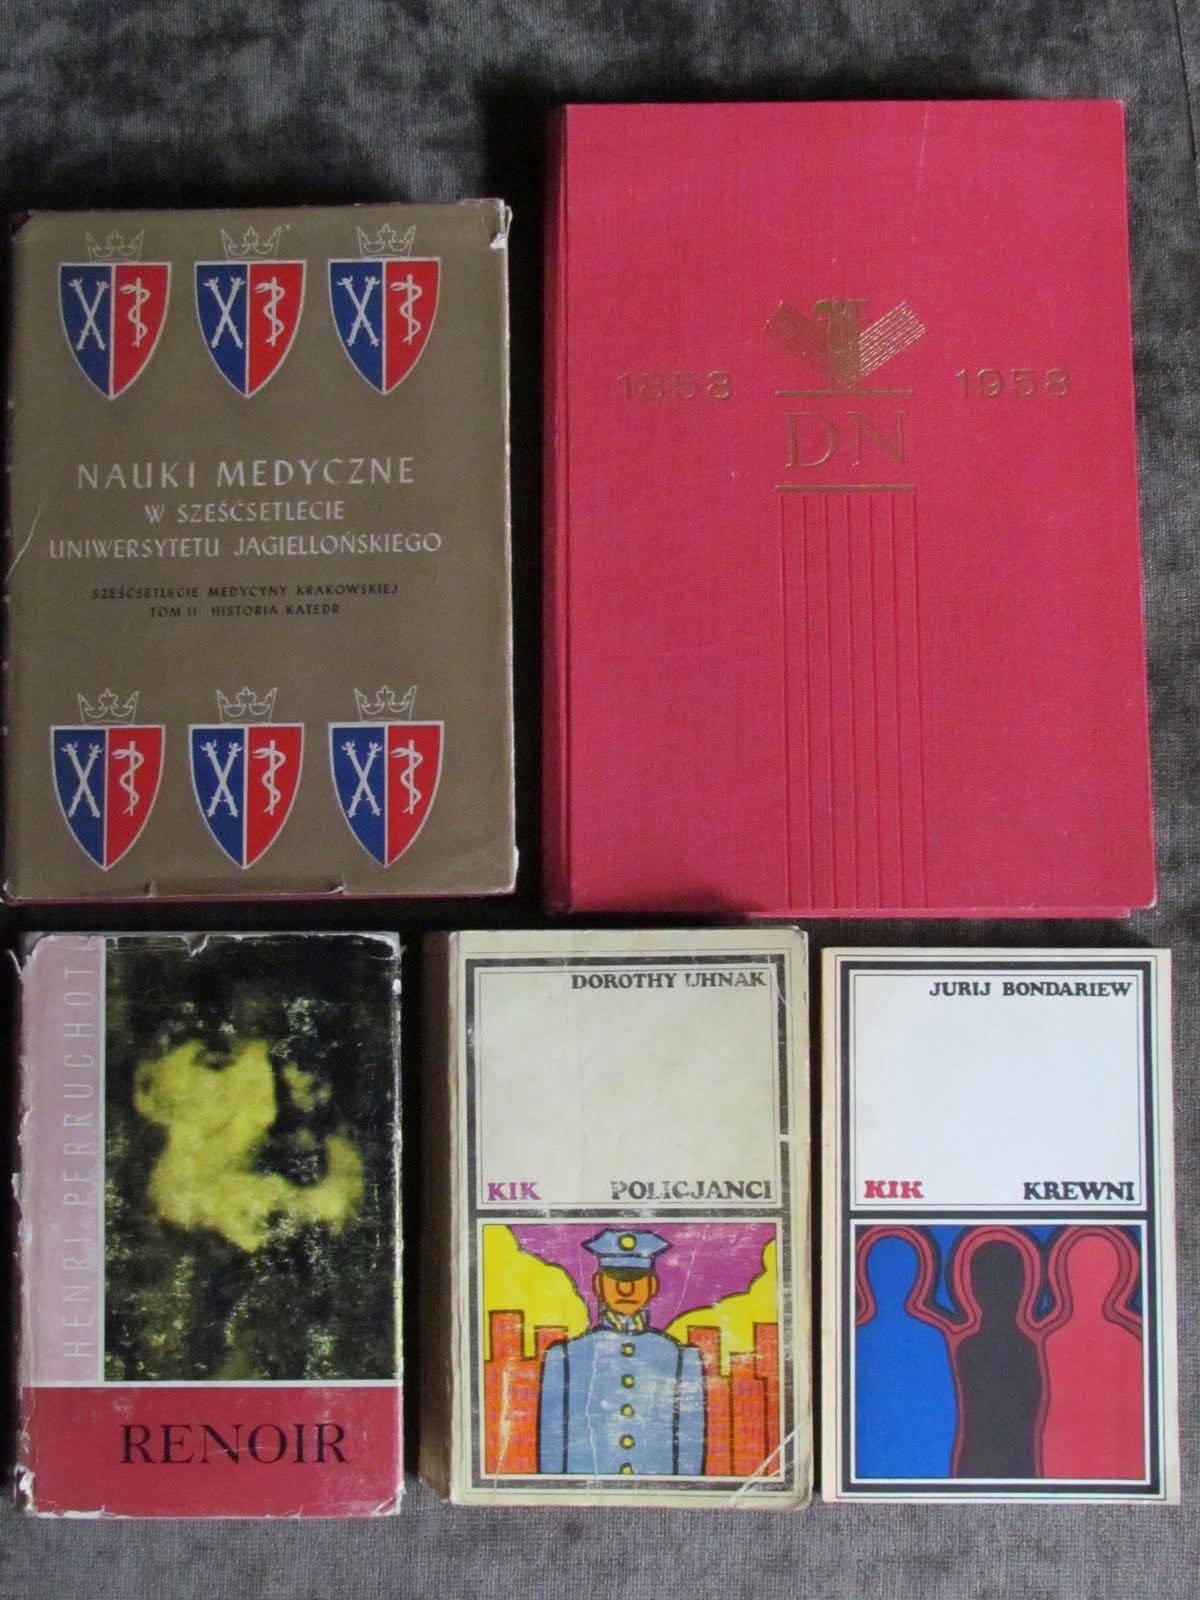 NAUKI MEDYCZNE
W SZEŚĆSETLECIE
UNIWERSYTETU JAGIELLOŃSKIEGO
SZEŚĆSETLECIE MEDYCYNY KRAKOWSKIEJ
TOM II HISTORIA KATEDR
1858 1958
DN
HENRI PERRUCHOT
RENOIR
DOROTHY UHNAK
KIK POLICJANCI
JURIJ BONDARIEW
KIK KREWNI